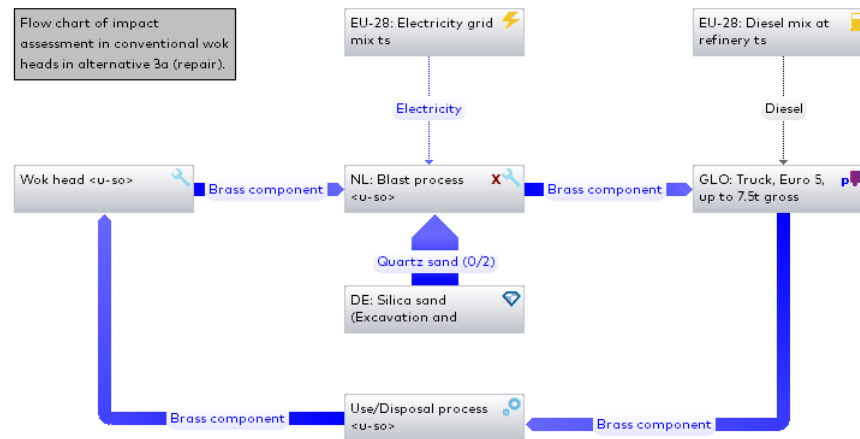 Flow chart of impact
assessment in conventional wok
heads in alternative 3a (repair).
EU-28: Electricity grid
mix ts
EU-28: Diesel mix at
refinery ts
Electricity
Diesel
Wok head <u-so>
Brass component
NL: Blast process
<u-so>
X
Brass component
GLO: Truck, Euro 5,
up to 7.5t gross
p
Quartz sand (0/2)
DE: Silica sand
(Excavation and
Use/Disposal process
<u-so>
Brass component
Brass component